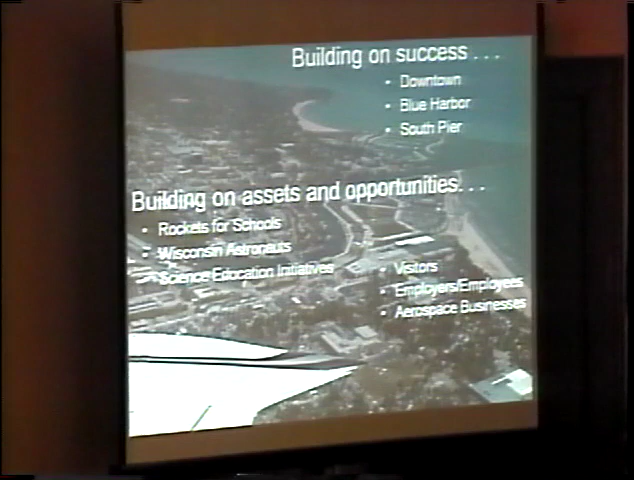 Building on success . . .
• Downtown
• Blue Harbor
• South Pier
Building on assets and opportunities. . .
• Rockets for Schools
• Wisconsin Astronauts
• Science Education Initiatives
• Visitors
• Employers/Employees
• Aerospace Businesses